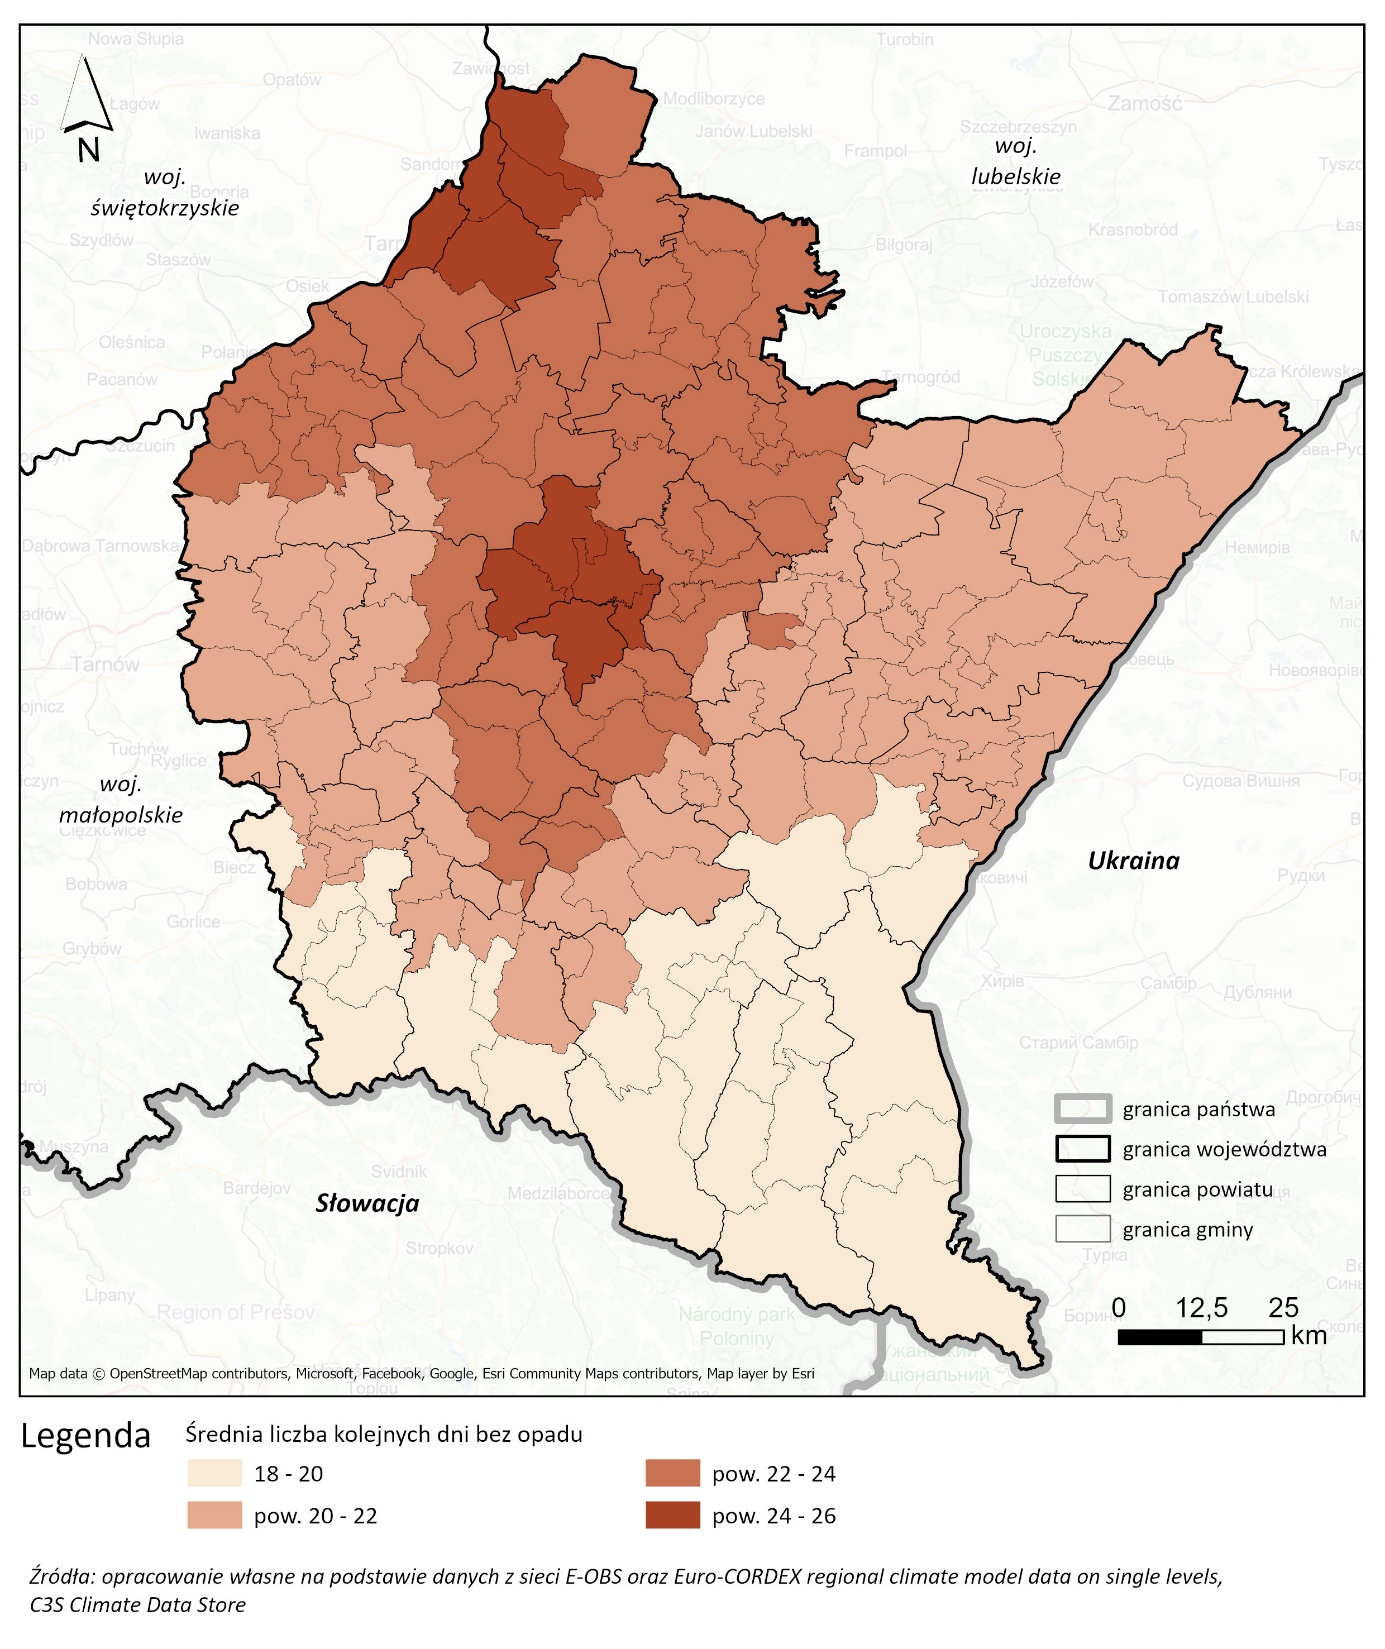 Nowa Słupia
Turobin
Zawichost
Opatów
Modliborzyce
Zamość
Łagów
Iwaniska
Janów Lubelski
Szczebrzeszyn
Frampol
N
woj.
lubelskie
woj.
świętokrzyskie
Bogoria
Krasnobród
Szydłów
Biłgoraj
Staszów
Osiek
Józefów
Tomaszów Lubelski
Oleśnica
Uroczyska
Puszczy
Solskie
Pacanów
Tarnogród
Szczucin
Dąbrowa Tarnowska
Немирів
Tarnów
Tuchów
Ryglice
woj.
małopolskie
Ciężkowice
Судова Вишня
Ukraina
Biecz
Bobowa
Рудки
Gorlice
Grybów
Хирів
Самбір
Дубляни
Старий Самбір
Muszyna
Svidnik
Bardejov
Medzilaborce
Słowacja
Stropkov
granica państwa
granica województwa
granica powiatu
granica gminy
Турка
Lipany
Region of Prešov
Národný park
Poloniny
0 12,5 25
km
Map data © OpenStreetMap contributors, Microsoft, Facebook, Google, Esri Community Maps contributors, Map layer by Esri
Legenda
Średnia liczba kolejnych dni bez opadu
18 - 20
pow. 22 - 24
pow. 20 - 22
pow. 24 - 26
Źródła: opracowanie własne na podstawie danych z sieci E-OBS oraz Euro-CORDEX regional climate model data on single levels,
C3S Climate Data Store